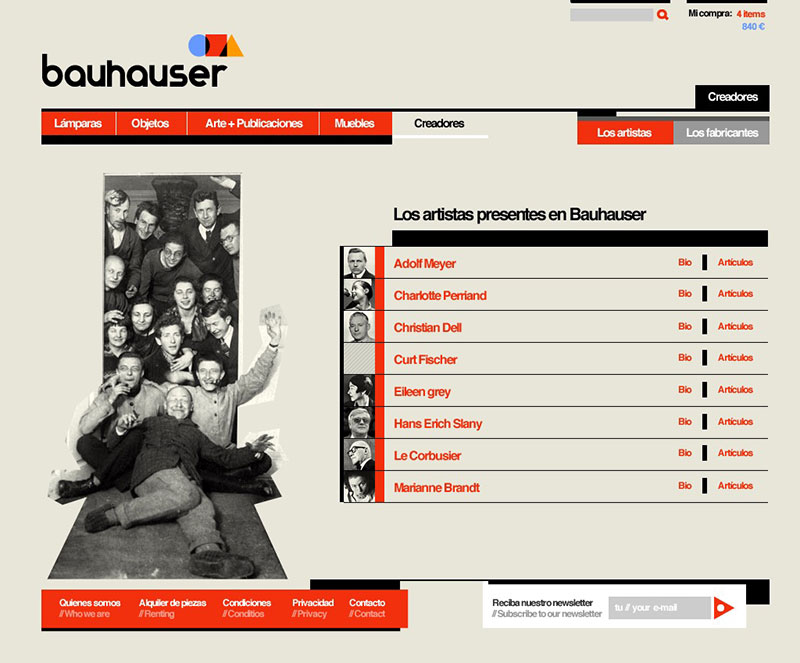 Mi compra: 4 items
840 €
bauhauser
Creadores
Lámparas Objetos Arte + Publicaciones Muebles Creadores
Los artistas Los fabricantes
Los artistas presentes en Bauhauser
Adolf Meyer Bio Artículos
Charlotte Perriand Bio Artículos
Christian Dell Bio Artículos
Curt Fischer Bio Artículos
Eileen grey Bio Artículos
Hans Erich Slany Bio Artículos
Le Corbusier Bio Artículos
Marianne Brandt Bio Artículos
Quienes somos Alquiler de piezas Condiciones Privacidad Contacto
//Who we are //Renting //Conditios //Privacy //Contact
Reciba nuestro newsletter
//Subscribe to our newsletter
tu // your e-mail